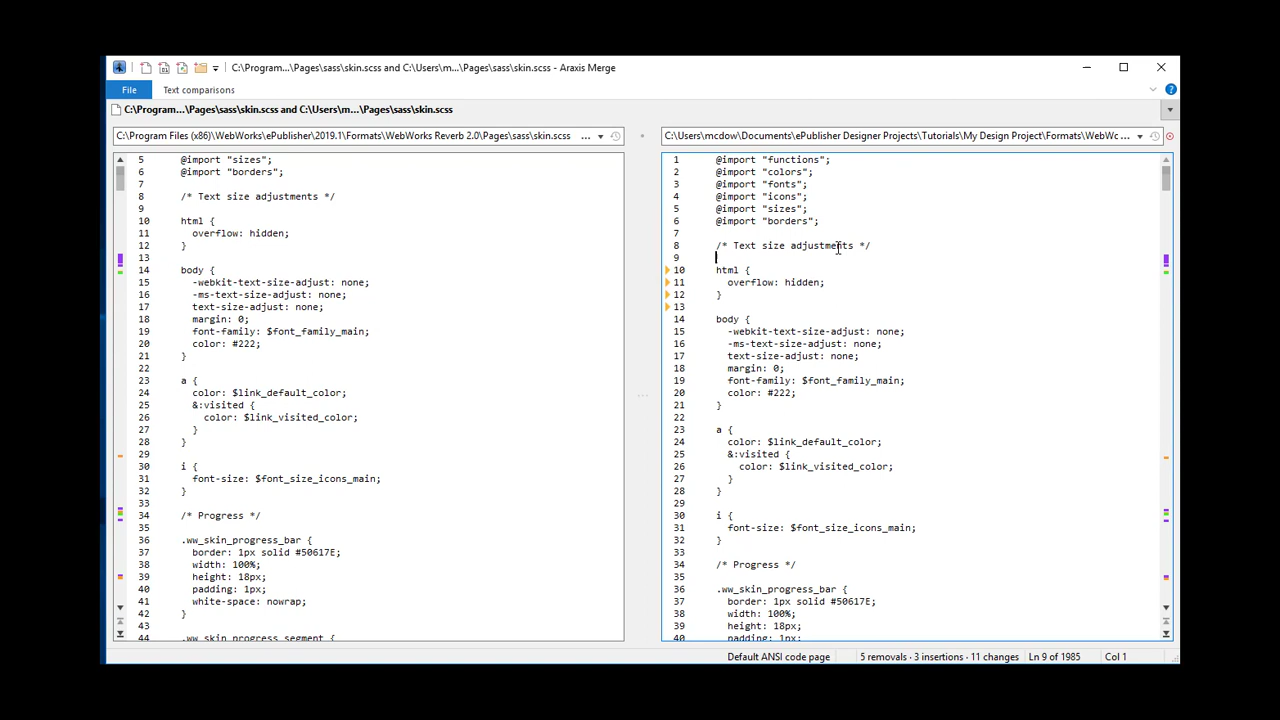 C:\Program...\Pages\sass\skin.scss and C:\Users\m...\Pages\sass\skin.scss - Araxis Merge
File Text comparisons
C:\Program...\Pages\sass\skin.scss and C:\Users\m...\Pages\sass\skin.scss
C:\Program Files (x86)\WebWorks\ePublisher\2019.1\Formats\WebWorks Reverb 2.0\Pages\sass\skin.scss ...
5 @import "sizes";
6 @import "borders";
7
8 /* Text size adjustments */
9
10 html {
11 overflow: hidden;
12 }
13
14 body {
15 -webkit-text-size-adjust: none;
16 -ms-text-size-adjust: none;
17 text-size-adjust: none;
18 margin: 0;
19 font-family: $font_family_main;
20 color: #222;
21 }
22
23 a {
24 color: $link_default_color;
25 &:visited {
26 color: $link_visited_color;
27 }
28 }
29
30 i {
31 font-size: $font_size_icons_main;
32 }
33
34 /* Progress */
35
36 .ww_skin_progress_bar {
37 border: 1px solid #50617E;
38 width: 100%;
39 height: 18px;
40 padding: 1px;
41 white-space: nowrap;
42 }
43
44 .ww_skin_progress_segment {
C:\Users\mcdow\Documents\ePublisher Designer Projects\Tutorials\My Design Project\Formats\WebWc ...
1 @import "functions";
2 @import "colors";
3 @import "fonts";
4 @import "icons";
5 @import "sizes";
6 @import "borders";
7
8 /* Text size adjustments */
9
10 html {
11 overflow: hidden;
12 }
13
14 body {
15 -webkit-text-size-adjust: none;
16 -ms-text-size-adjust: none;
17 text-size-adjust: none;
18 margin: 0;
19 font-family: $font_family_main;
20 color: #222;
21 }
22
23 a {
24 color: $link_default_color;
25 &:visited {
26 color: $link_visited_color;
27 }
28 }
29
30 i {
31 font-size: $font_size_icons_main;
32 }
33
34 /* Progress */
35
36 .ww_skin_progress_bar {
37 border: 1px solid #50617E;
38 width: 100%;
39 height: 18px;
40 padding: 1px;
Default ANSI code page 5 removals · 3 insertions · 11 changes Ln 9 of 1985 Col 1